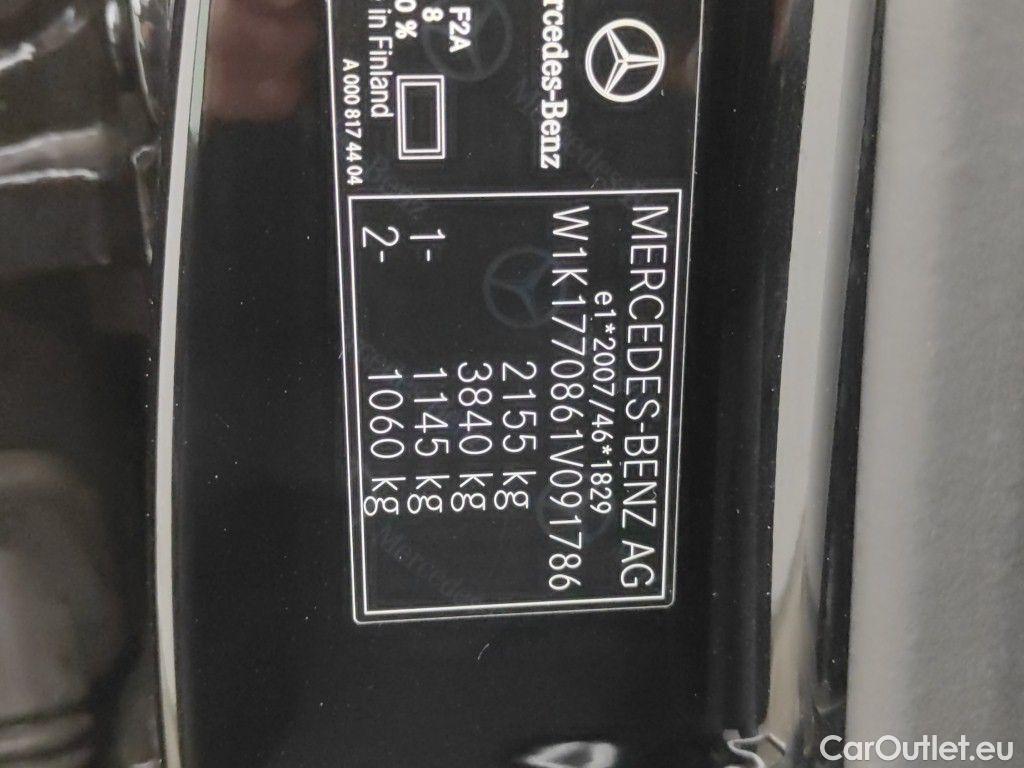 F2A
8
0 %
in Finland
A 000 817 44 04
rcedes-Benz
MERCEDES-BENZ AG
e1*2007/46*1829
W1K1770861V091786
2155 kg
3840 kg
1- 1145 kg
2- 1060 kg
CarOutlet.eu